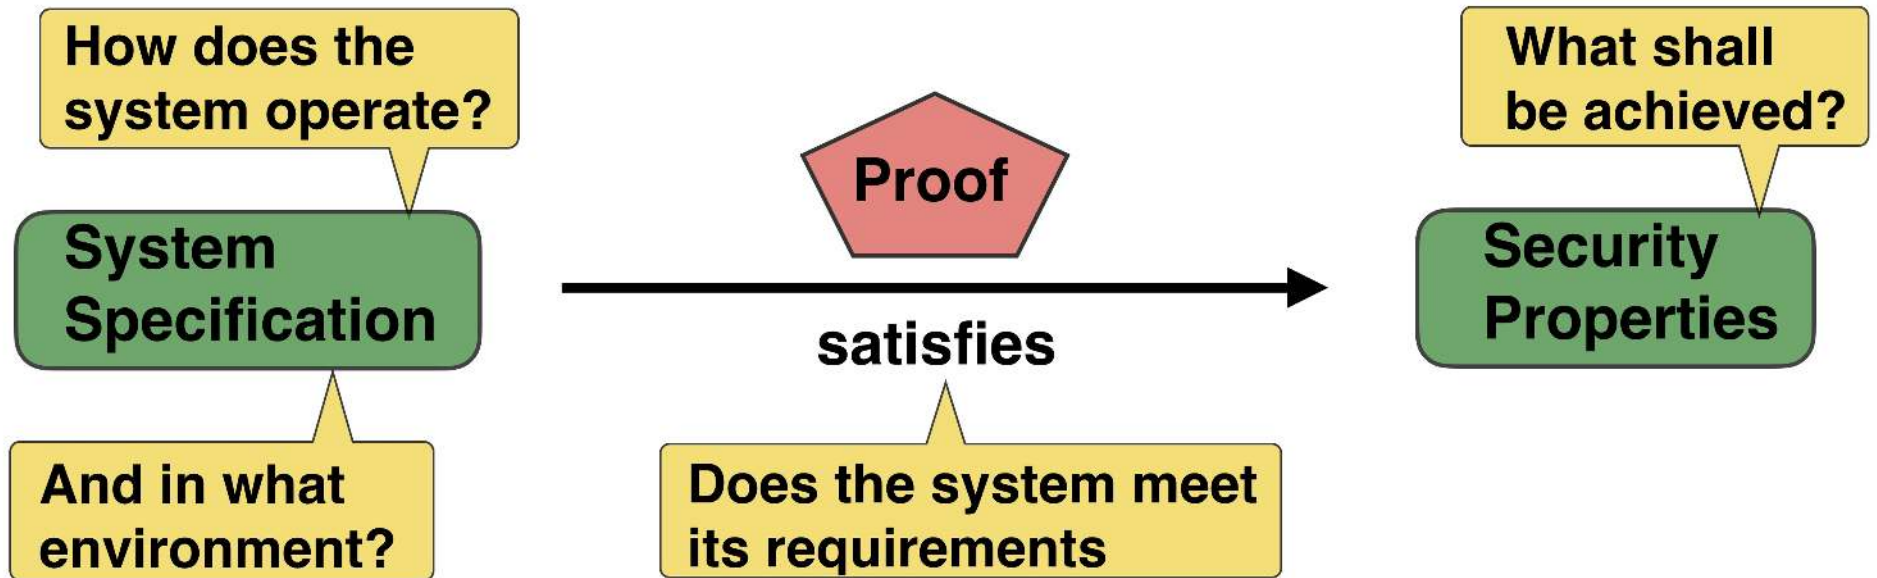 How does the
system operate?
What shall
be achieved?
Proof
System
Specification
Security
Properties
satisfies
And in what
environment?
Does the system meet
its requirements